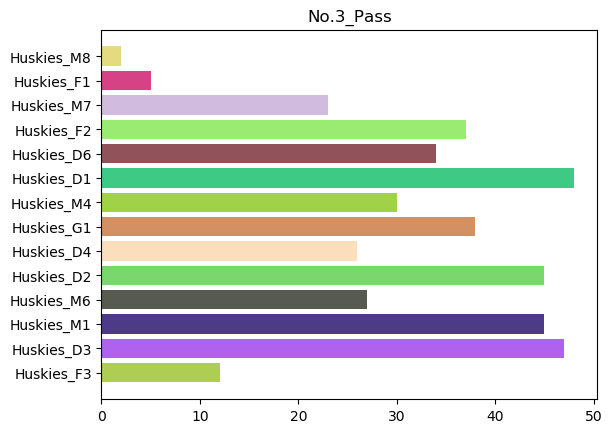 No.3_Pass
Huskies_M8
Huskies_F1
Huskies_M7
Huskies_F2
Huskies_D6
Huskies_D1
Huskies_M4
Huskies_G1
Huskies_D4
Huskies_D2
Huskies_M6
Huskies_M1
Huskies_D3
Huskies_F3
0 10 20 30 40 50